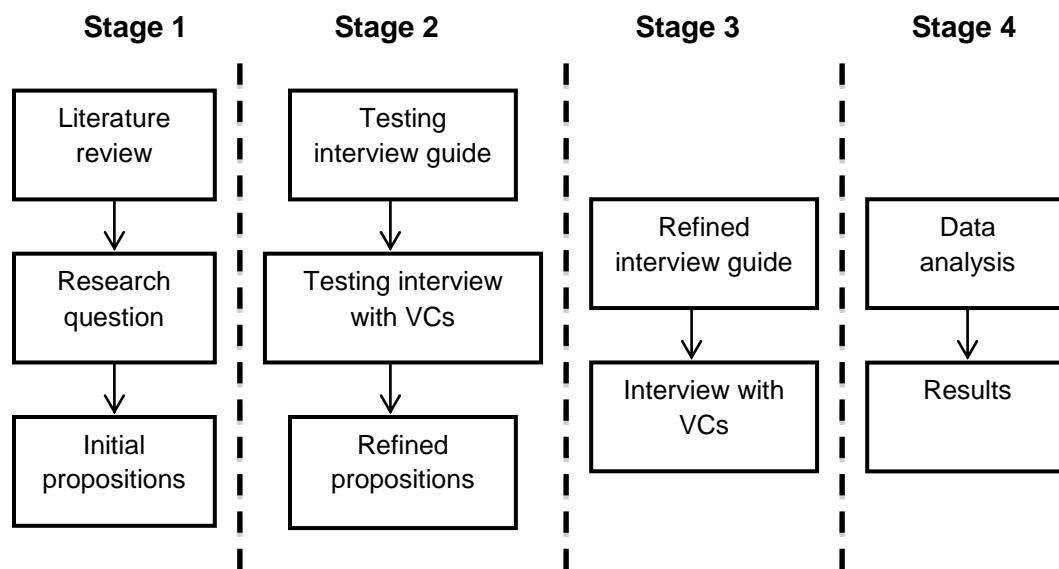 Stage 1
Stage 2
Stage 3
Stage 4
Literature
review
Research
question
Initial
propositions
Testing
interview guide
Testing interview
with VCs
Refined
propositions
Refined
interview guide
Interview with
VCs
Data
analysis
Results